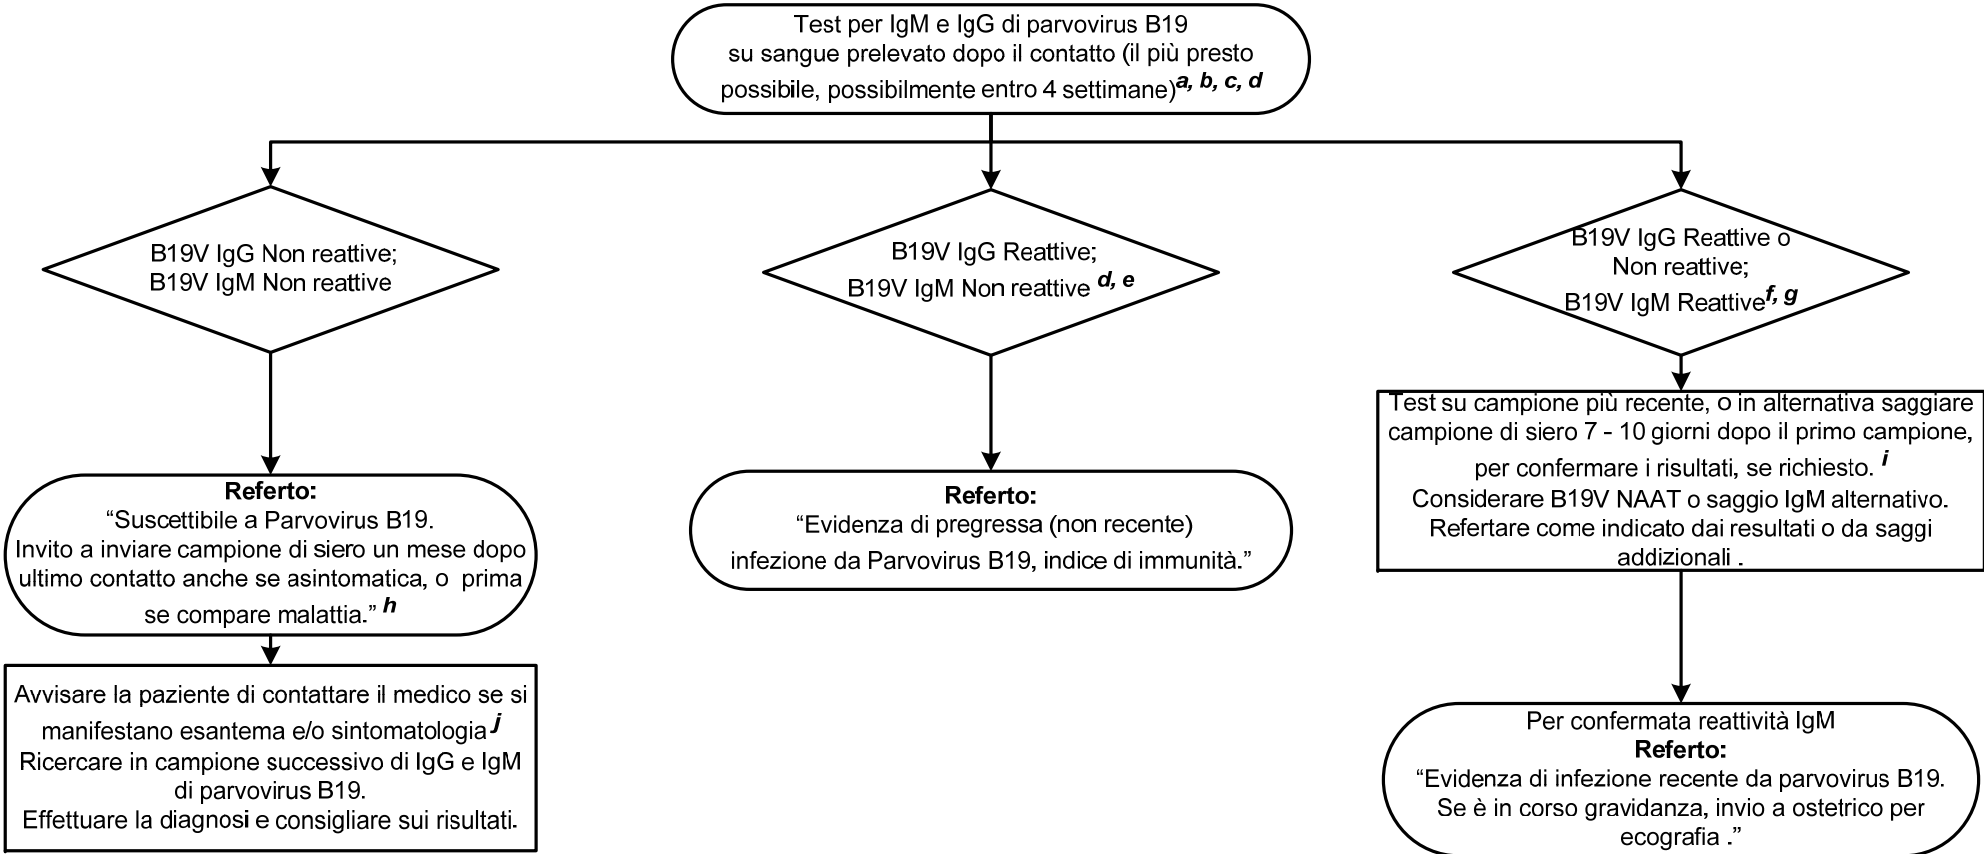 Test per IgM e IgG di parvovirus B19
su sangue prelevato dopo il contatto (il più presto
possibile, possibilmente entro 4 settimane)a, b, c, d
B19V IgG Non reattive;
B19V IgM Non reattive
B19V IgG Reattive;
B19V IgM Non reattive d, e
B19V IgG Reattive o
Non reattive;
B19V IgM Reattivef, g
Referto:
“Suscettibile a Parvovirus B19.
Invito a inviare campione di siero un mese dopo
ultimo contatto anche se asintomatica, o prima
se compare malattia.” h
Avvisare la paziente di contattare il medico se si
manifestano esantema e/o sintomatologia j
Ricercare in campione successivo di IgG e IgM
di parvovirus B19.
Effettuare la diagnosi e consigliare sui risultati.
Referto:
“Evidenza di pregressa (non recente)
infezione da Parvovirus B19, indice di immunità.”
Test su campione più recente, o in alternativa saggiare
campione di siero 7 - 10 giorni dopo il primo campione,
per confermare i risultati, se richiesto. i
Considerare B19V NAAT o saggio IgM alternativo.
Refertare come indicato dai resultati o da saggi
addizionali .
Per confermata reattività IgM
Referto:
“Evidenza di infezione recente da parvovirus B19.
Se è in corso gravidanza, invio a ostetrico per
ecografia .”